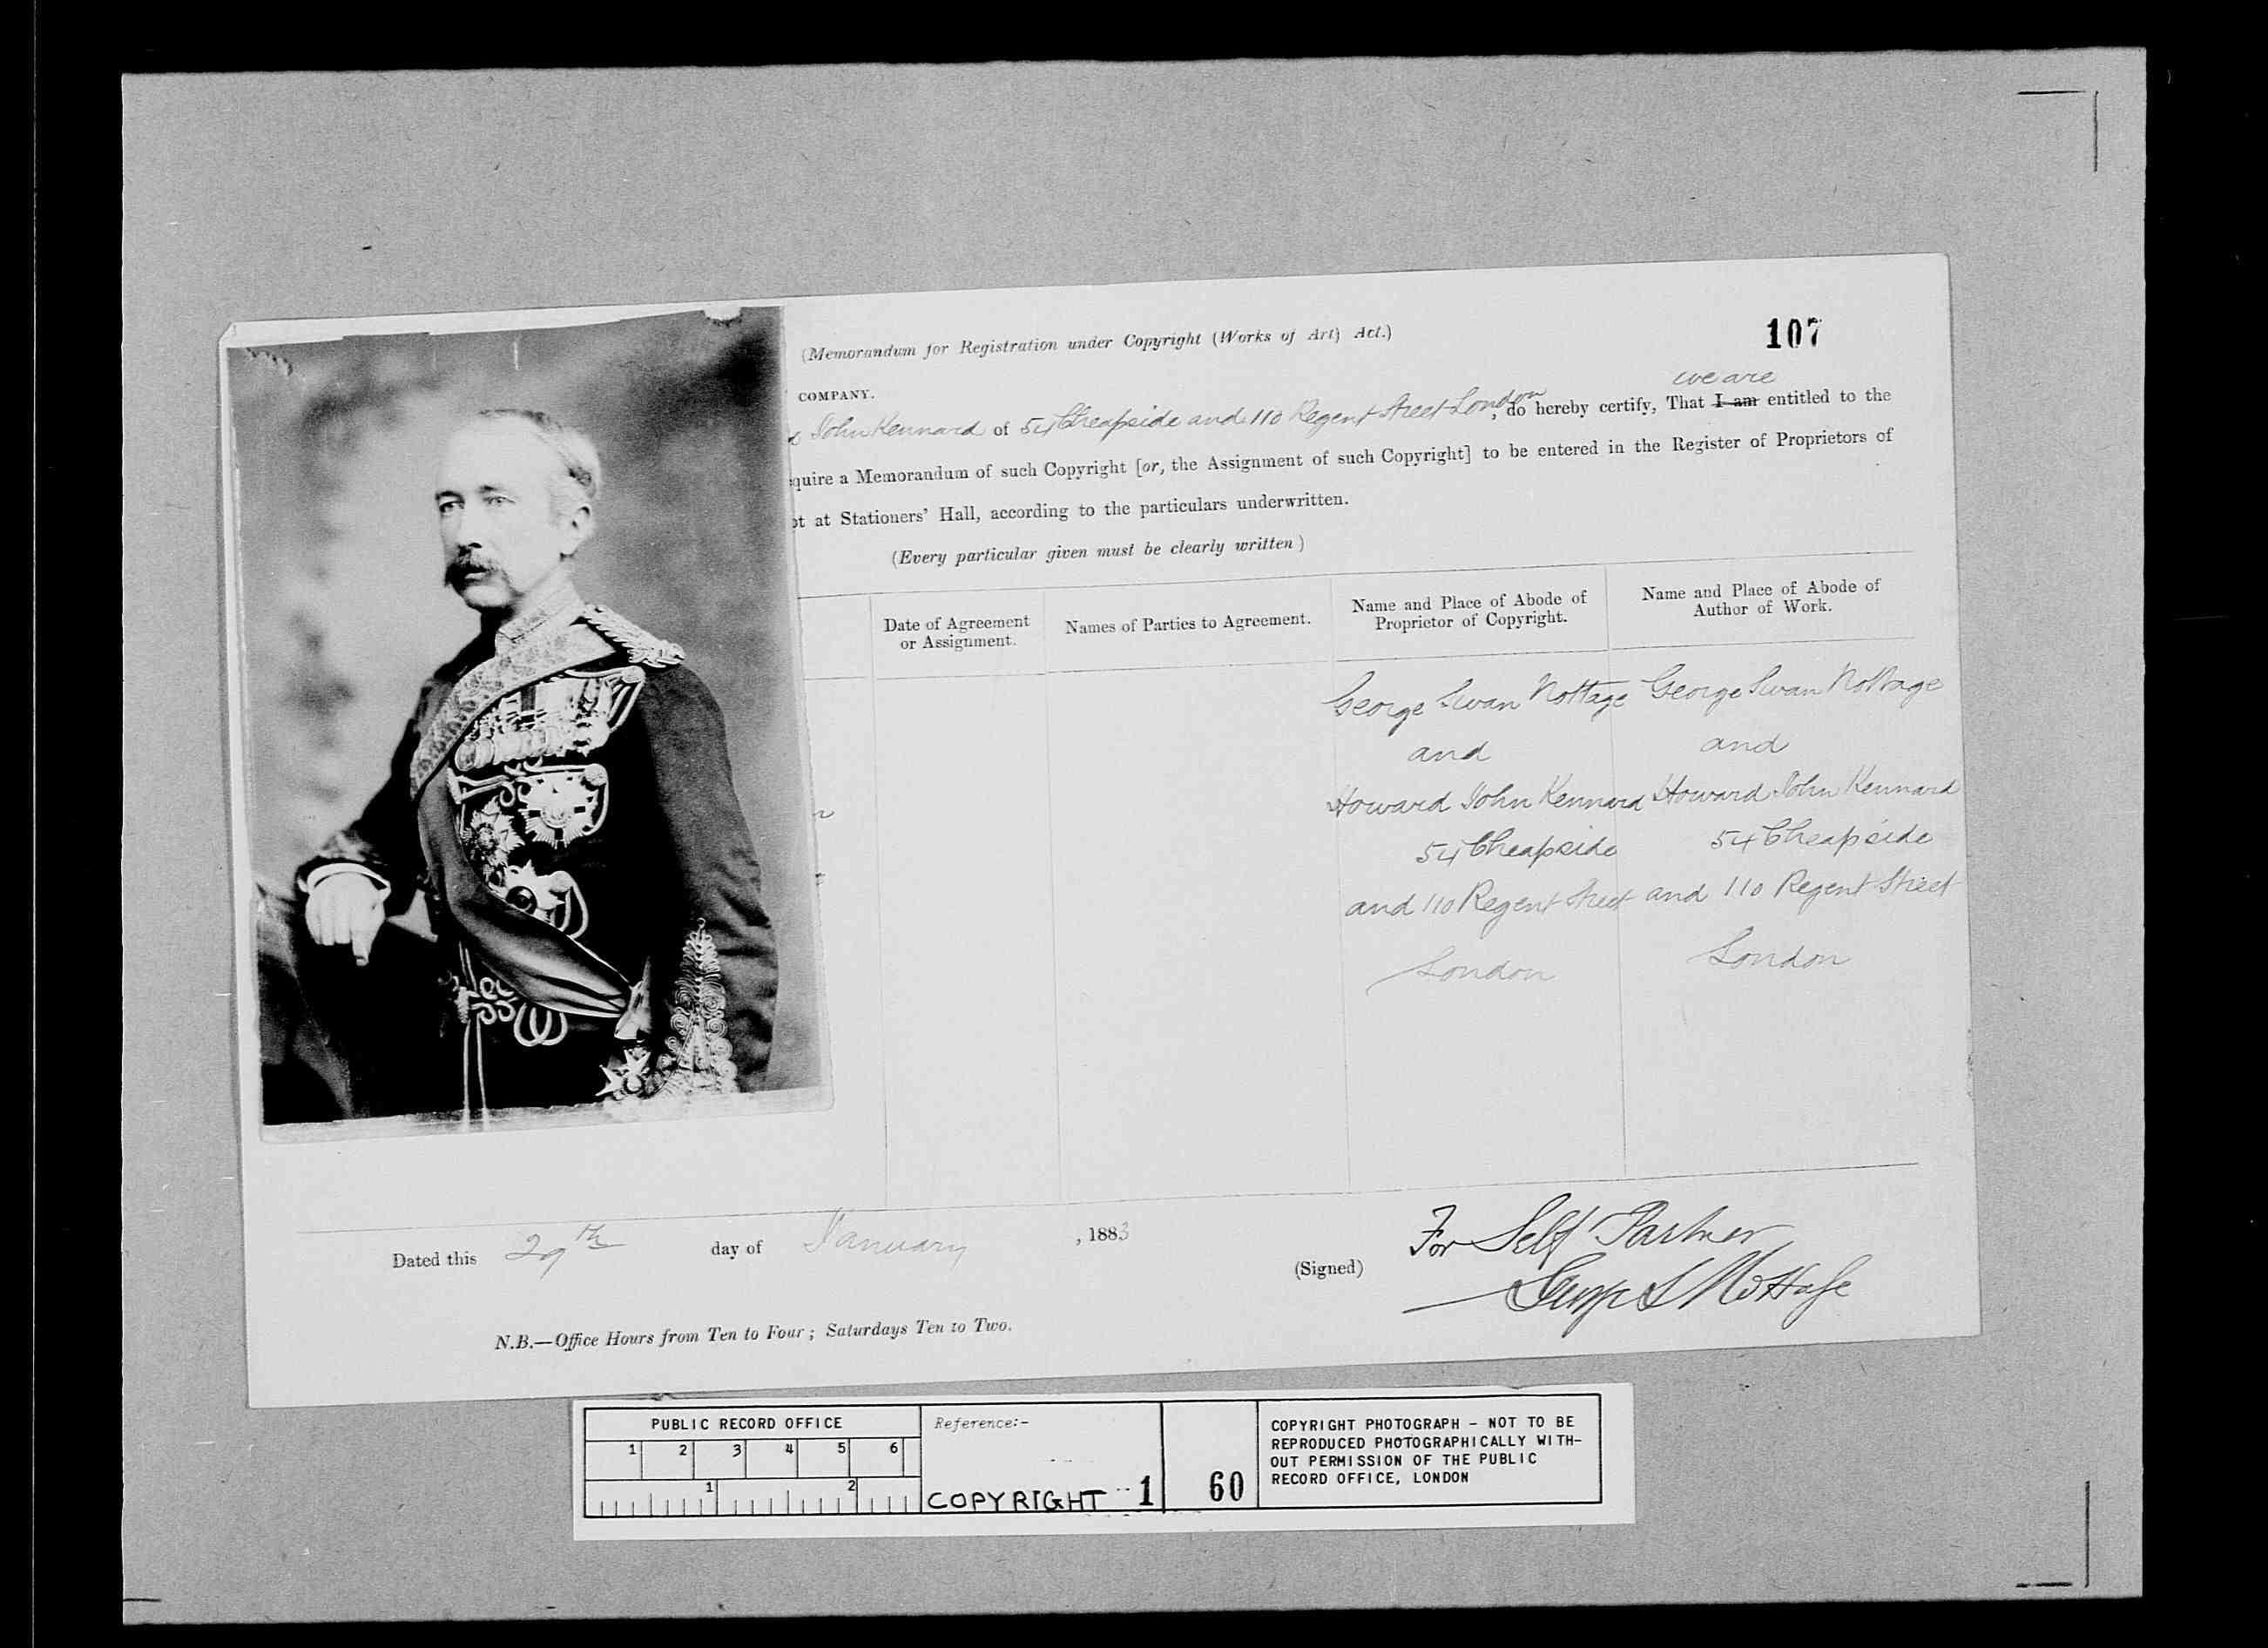 (Memorandum for Registration under Copyright (Works of Art) Act.)
107
COMPANY.
we are
John Kennard of 54 Cheapside and 110 Regent Street London, do hereby certify, That I am entitled to the
quire a Memorandum of such Copyright [or, the Assignment of such Copyright] to be entered in the Register of Proprietors of
pt at Stationers' Hall, according to the particulars underwritten.
(Every particular given must be clearly written)
Date of Agreement
or Assignment.
Names of Parties to Agreement.
Name and Place of Abode of
Proprietor of Copyright.
Name and Place of Abode of
Author of Work.
George Swan Nottage
and
Howard John Kennard
54 Cheapside
and 110 Regent Street
London
George Swan Nottage
and
Howard John Kennard
54 Cheapside
and 110 Regent Street
London
Dated this 29th day of January, 1883
(Signed)
For Self Partner
George S Nottage
N.B.—Office Hours from Ten to Four; Saturdays Ten to Two.
PUBLIC RECORD OFFICE
1 2 3 4 5 6
1 2
Reference:-
COPYRIGHT 1
60
COPYRIGHT PHOTOGRAPH - NOT TO BE
REPRODUCED PHOTOGRAPHICALLY WITH-
OUT PERMISSION OF THE PUBLIC
RECORD OFFICE, LONDON